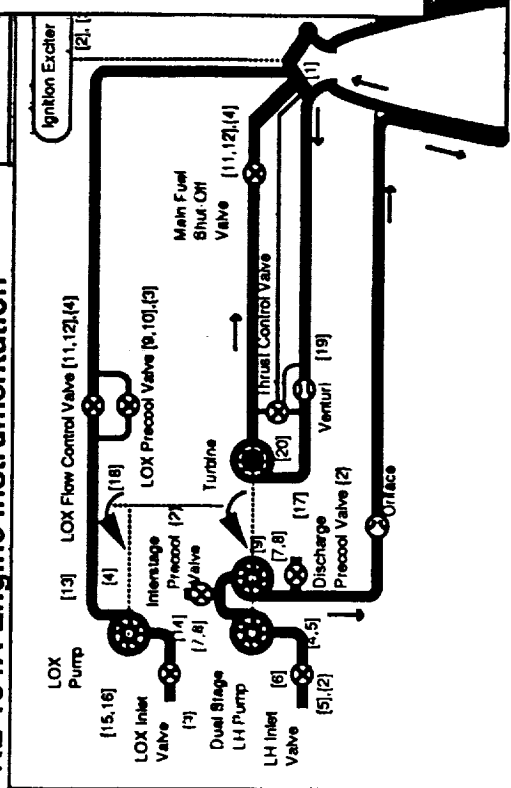 Engine Instrumentation
Ignition Exciter
[2],
[1]
LOX Flow Control Valve [11,12],{4}
LOX Precool Valve [9,10],{3}
[13]
[4]
[18]
LOX
Pump
[15,16]
LOX Inlet
Valve
[14]
{7,8}
Interstage
Precool
Valve
Turbine
[20]
Thrust Control Valve
Main Fuel
Shut-Off
Valve
[11,12],{4}
Venturi
[19]
[17]
Dual Stage
LH Pump
LH Inlet
Valve
[6]
[5],{2}
[4,5]
[9]
[7,8]
Discharge
Precool Valve {2}
Oriface